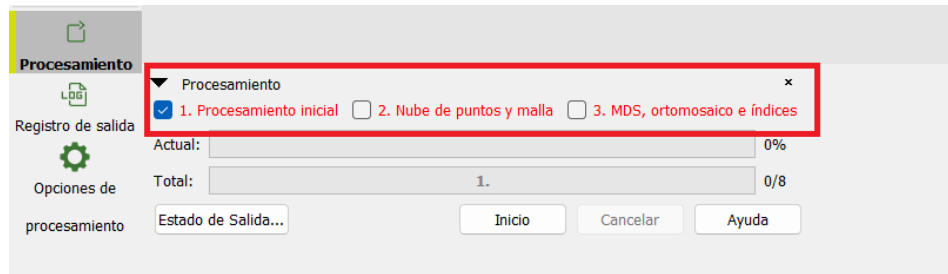 Procesamiento
LOG
Registro de salida
Opciones de
procesamiento
Procesamiento x
1. Procesamiento inicial 2. Nube de puntos y malla 3. MDS, ortomosaico e índices
Actual: 0%
Total: 1. 0/8
Estado de Salida... Inicio Cancelar Ayuda